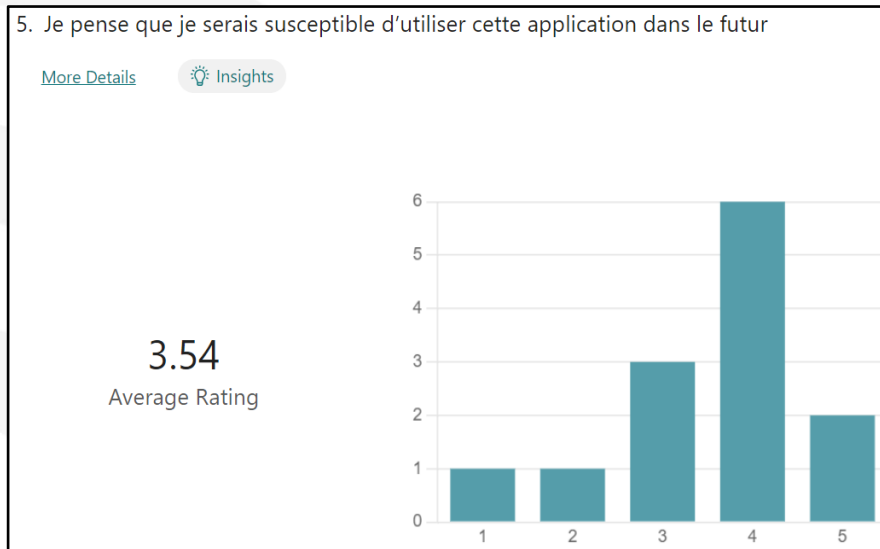 5. Je pense que je serais susceptible d’utiliser cette application dans le futur
More Details
Insights
3.54
Average Rating
6
5
4
3
2
1
0
1 2 3 4 5